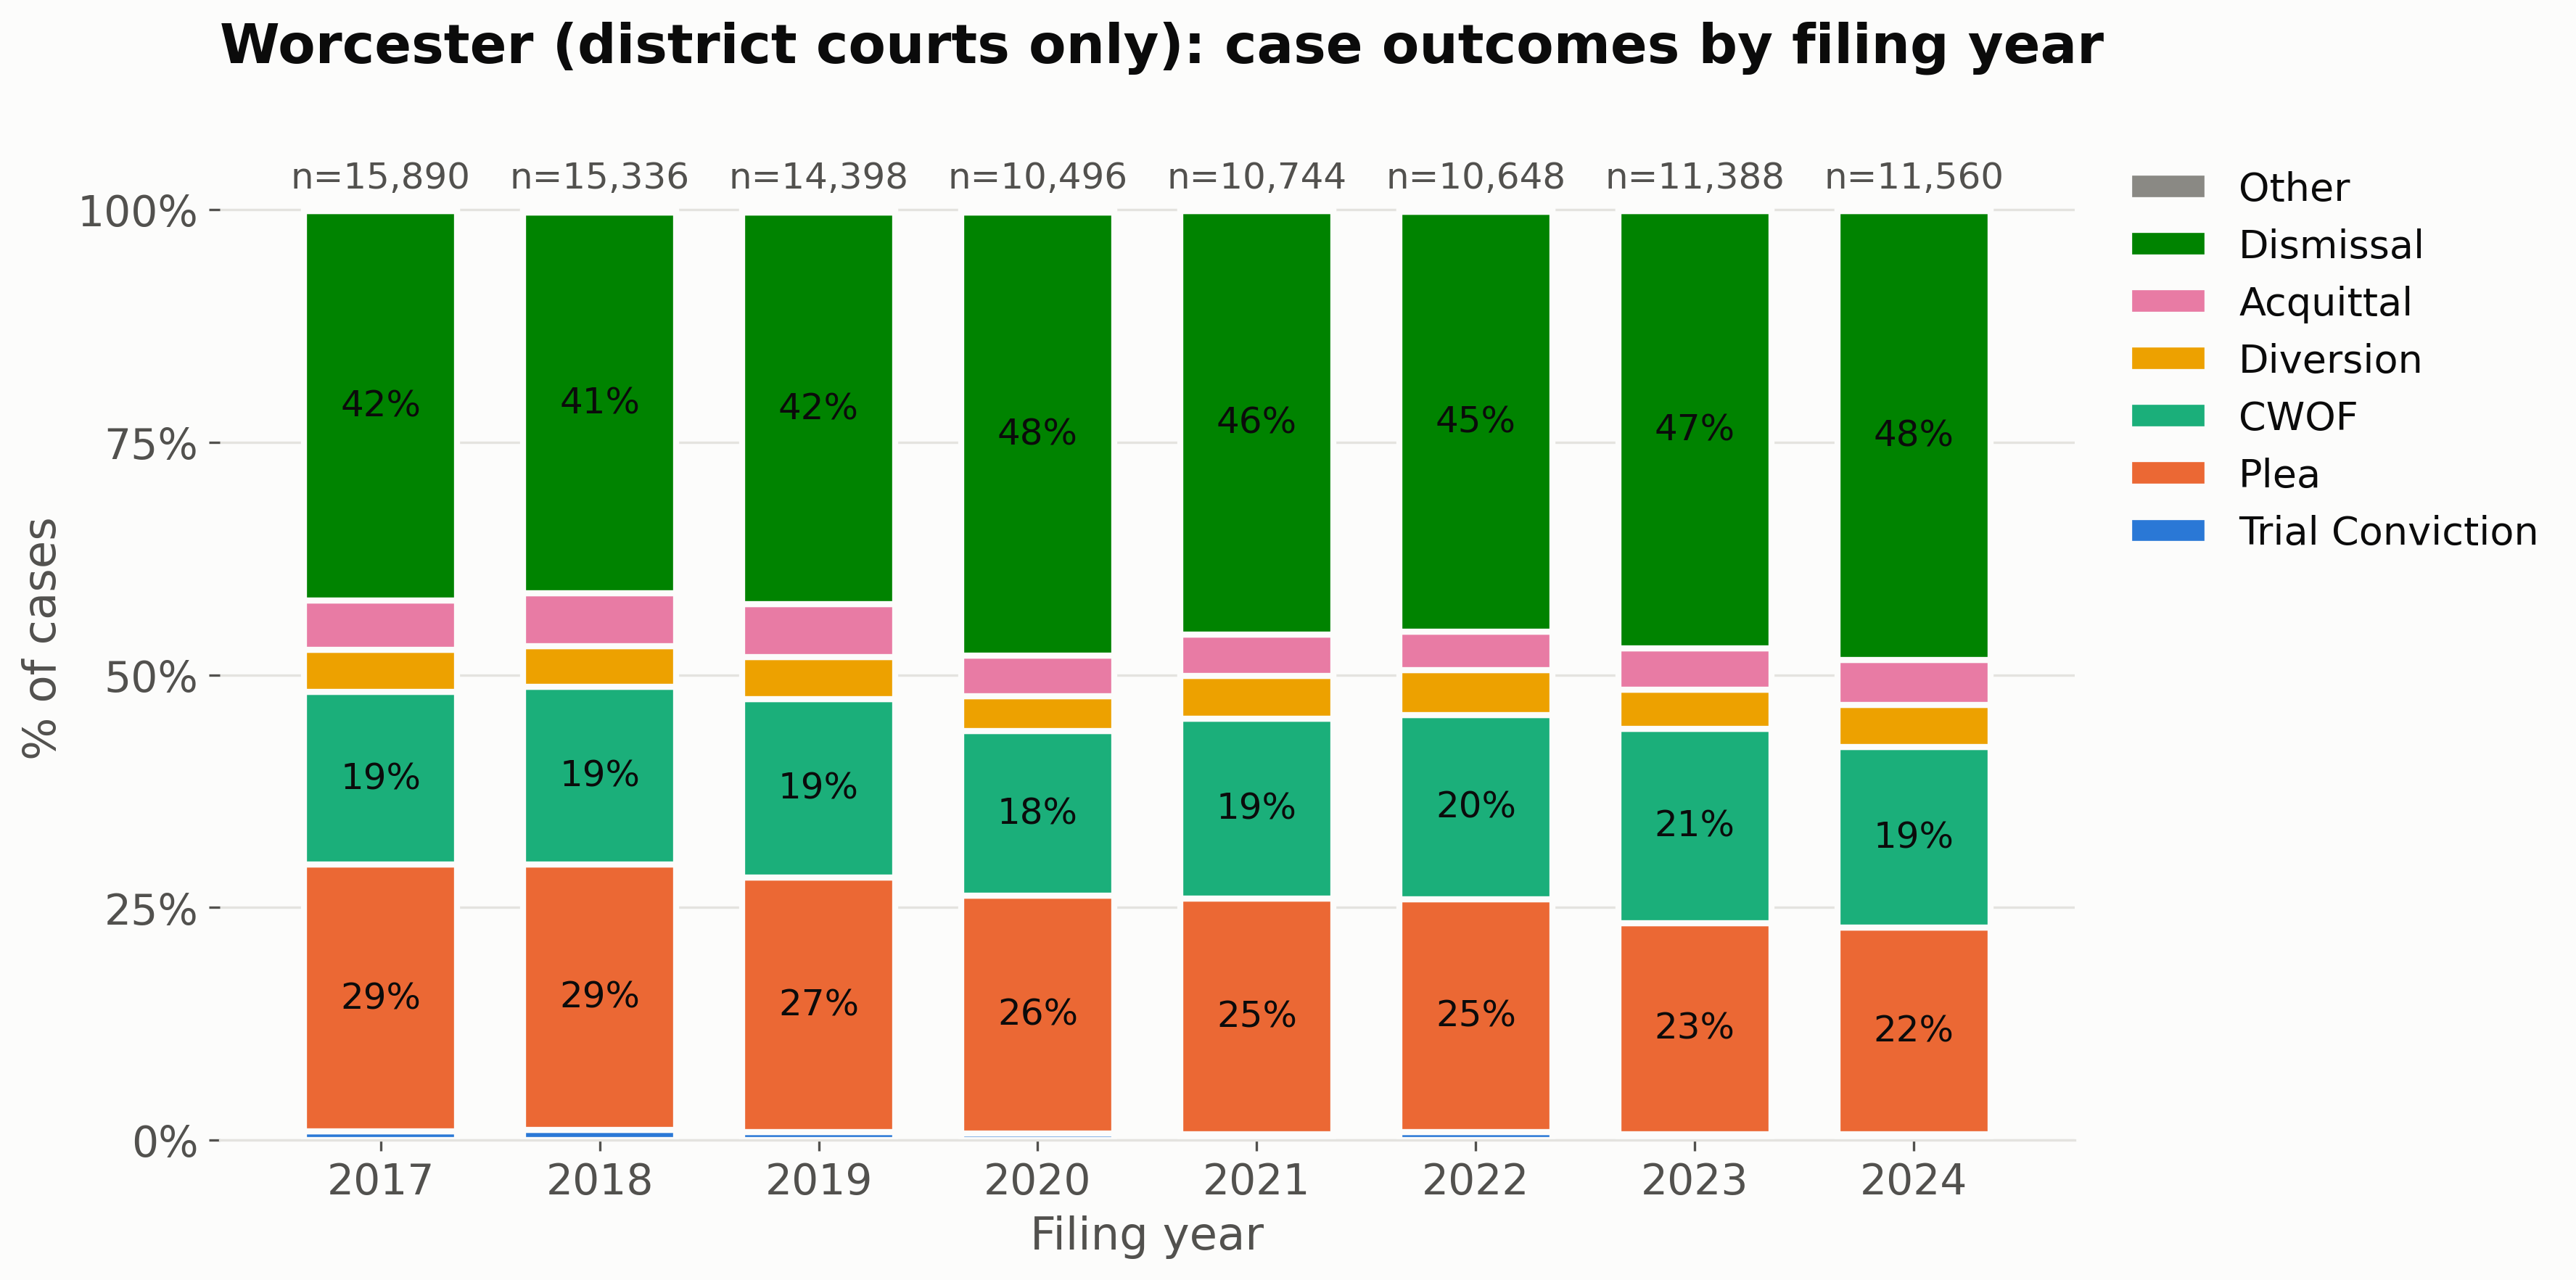 Worcester (district courts only): case outcomes by filing year
n=15,890 n=15,336 n=14,398 n=10,496 n=10,744 n=10,648 n=11,388 n=11,560
Other
Dismissal
Acquittal
Diversion
CWOF
Plea
Trial Conviction
% of cases
100%
75%
50%
25%
0%
42% 41% 42% 48% 46% 45% 47% 48%
19% 19% 19% 18% 19% 20% 21% 19%
29% 29% 27% 26% 25% 25% 23% 22%
2017 2018 2019 2020 2021 2022 2023 2024
Filing year